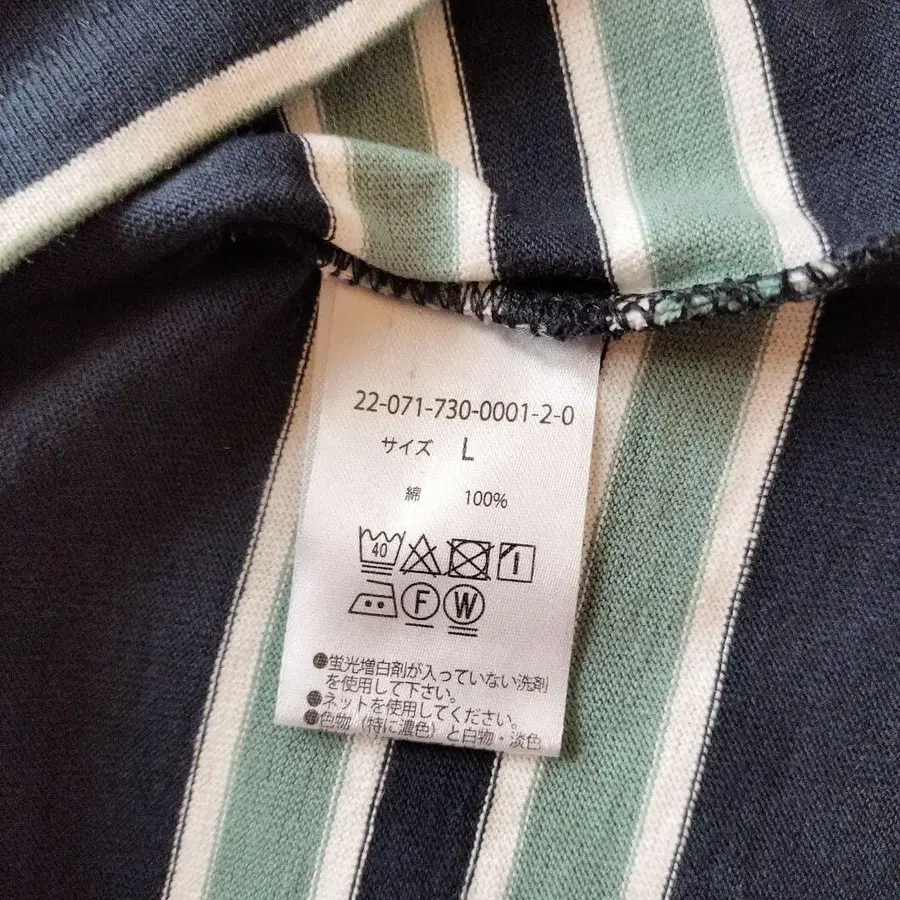 22-071-730-0001-2-0
サイズ L
綿 100%
40
F W
●蛍光増白剤が入っていない洗剤
を使用して下さい。
●ネットを使用してください。
●色物（特に濃色）と白物・淡色